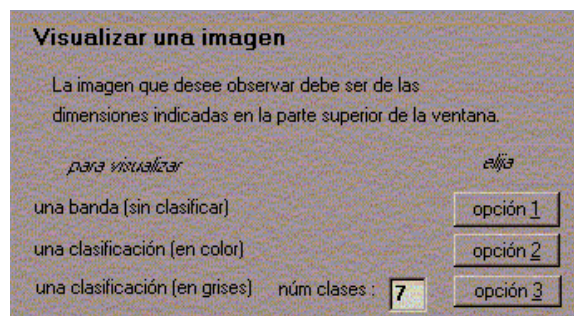 Visualizar una imagen
La imagen que desee observar debe ser de las
dimensiones indicadas en la parte superior de la ventana.
para visualizar elija
una banda (sin clasificar) opción 1
una clasificación (en color) opción 2
una clasificación (en grises) núm clases : 7 opción 3